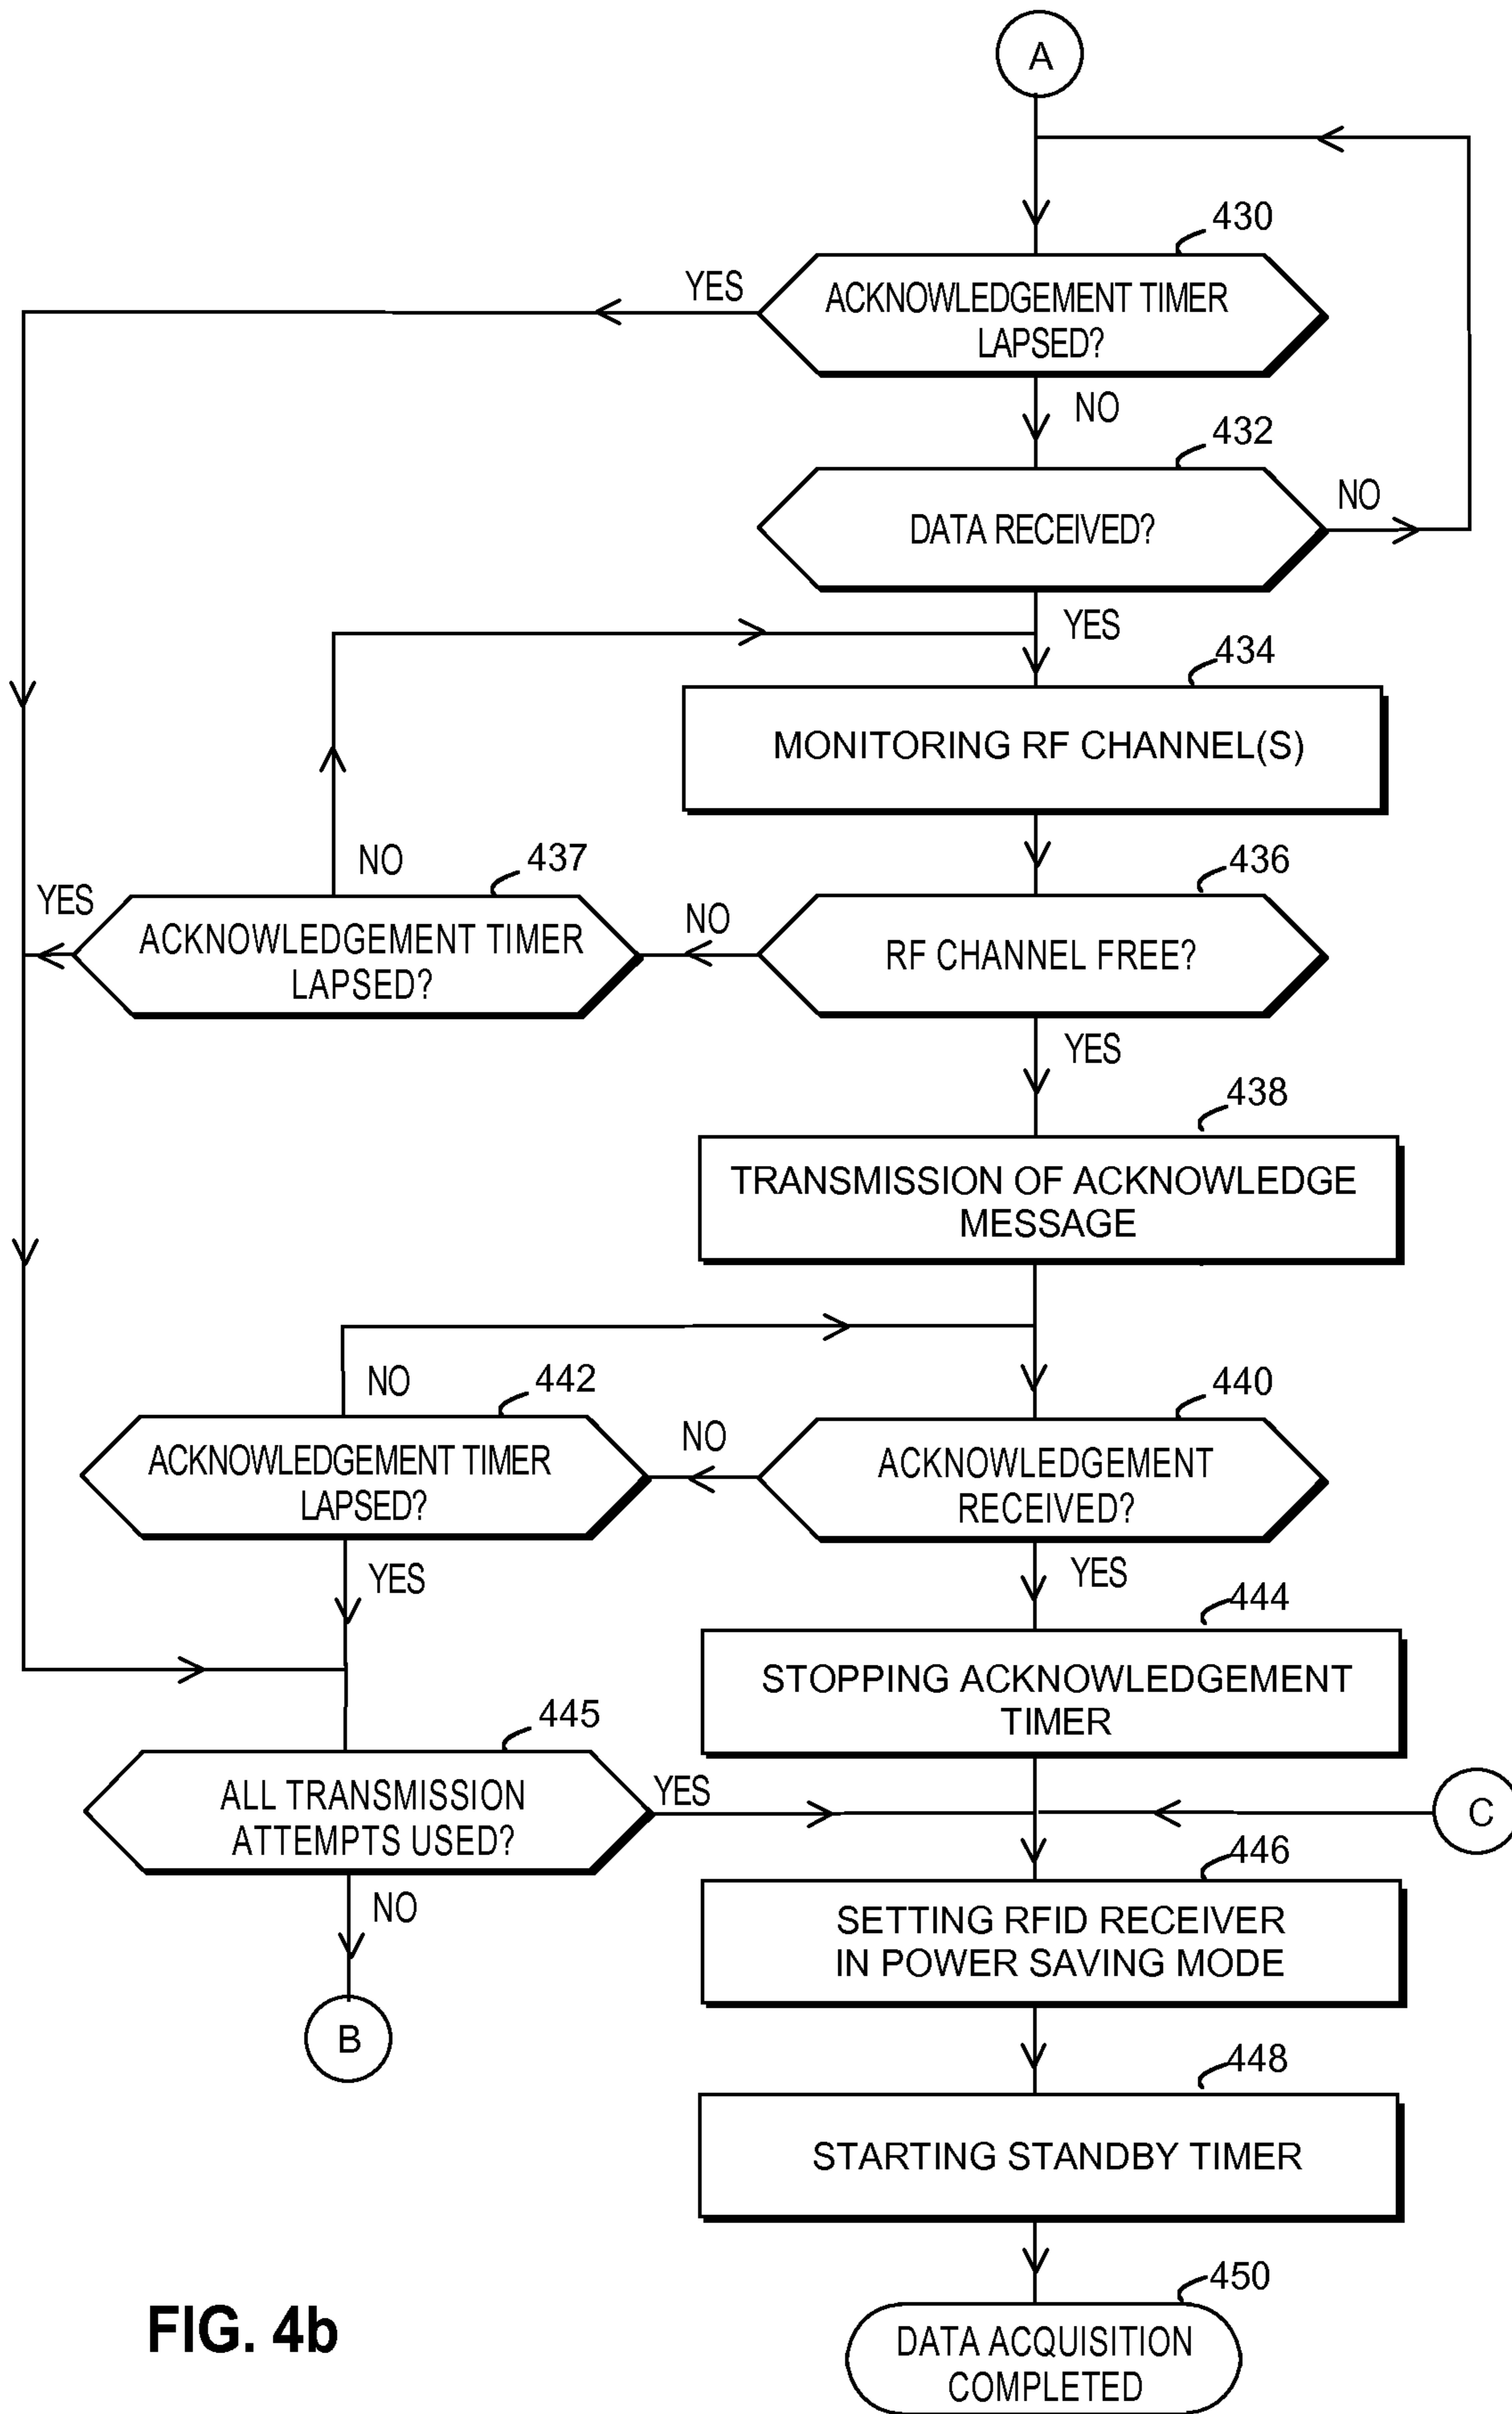 A
430
YES
ACKNOWLEDGEMENT TIMER
LAPSED?
NO
432
NO
DATA RECEIVED?
YES
434
MONITORING RF CHANNEL(S)
NO
437
436
YES
NO
ACKNOWLEDGEMENT TIMER
LAPSED?
RF CHANNEL FREE?
YES
438
TRANSMISSION OF ACKNOWLEDGE
MESSAGE
NO
442
440
NO
ACKNOWLEDGEMENT TIMER
LAPSED?
ACKNOWLEDGEMENT
RECEIVED?
YES
YES
444
STOPPING ACKNOWLEDGEMENT
TIMER
445
ALL TRANSMISSION
ATTEMPTS USED?
YES
C
446
NO
SETTING RFID RECEIVER
IN POWER SAVING MODE
B
448
STARTING STANDBY TIMER
450
DATA ACQUISITION
COMPLETED
FIG. 4b